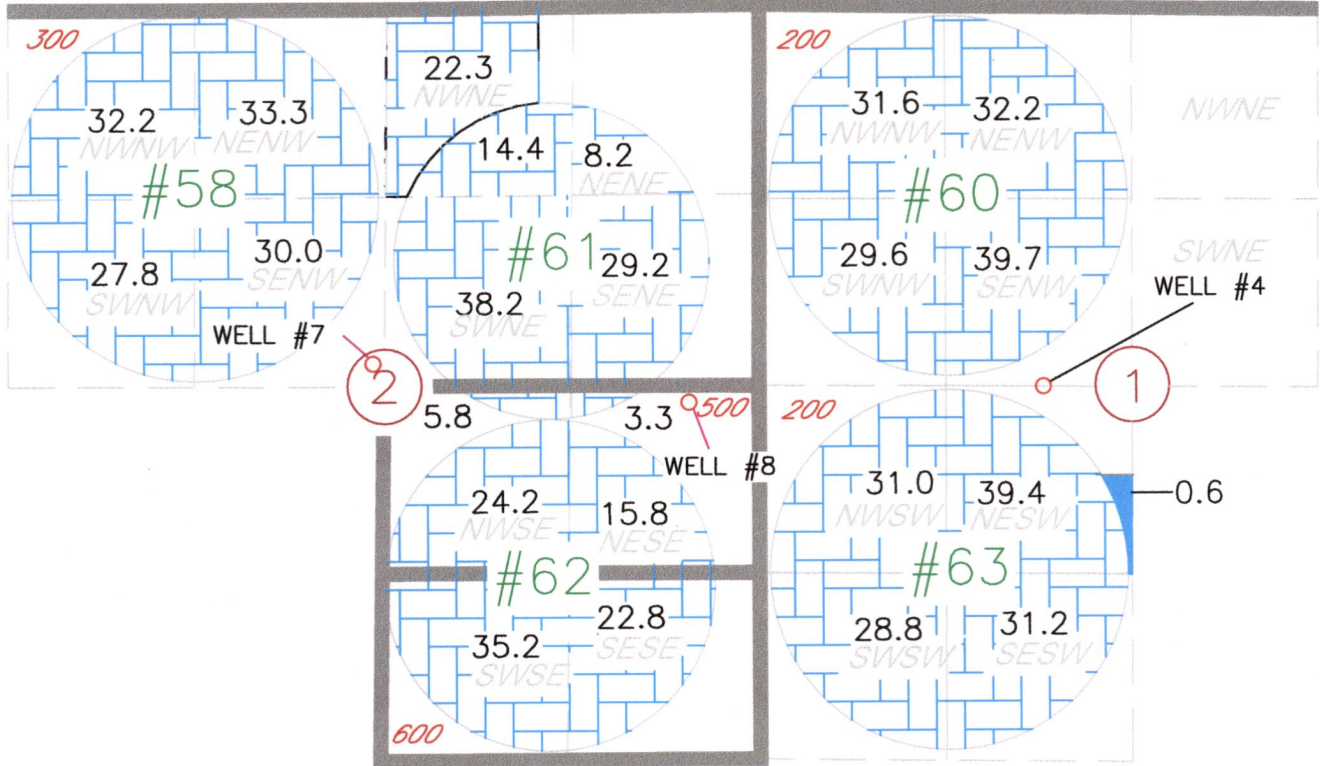 300
200
22.3
NWNE
32.2
NWNW
33.3
NENW
14.4
8.2
NENE
31.6
NWNW
32.2
NENW
NWNE
#58
#60
#61
30.0
SENW
27.8
SWNW
29.2
SENE
38.2
SWNE
29.6
SWNW
39.7
SENW
SWNE
WELL #4
WELL #7
2
1
5.8
3.3
500
200
WELL #8
24.2
NWSE
15.8
NESE
31.0
NWSW
39.4
NESW
0.6
#62
#63
35.2
SWSE
22.8
SESE
28.8
SWSW
31.2
SESW
600